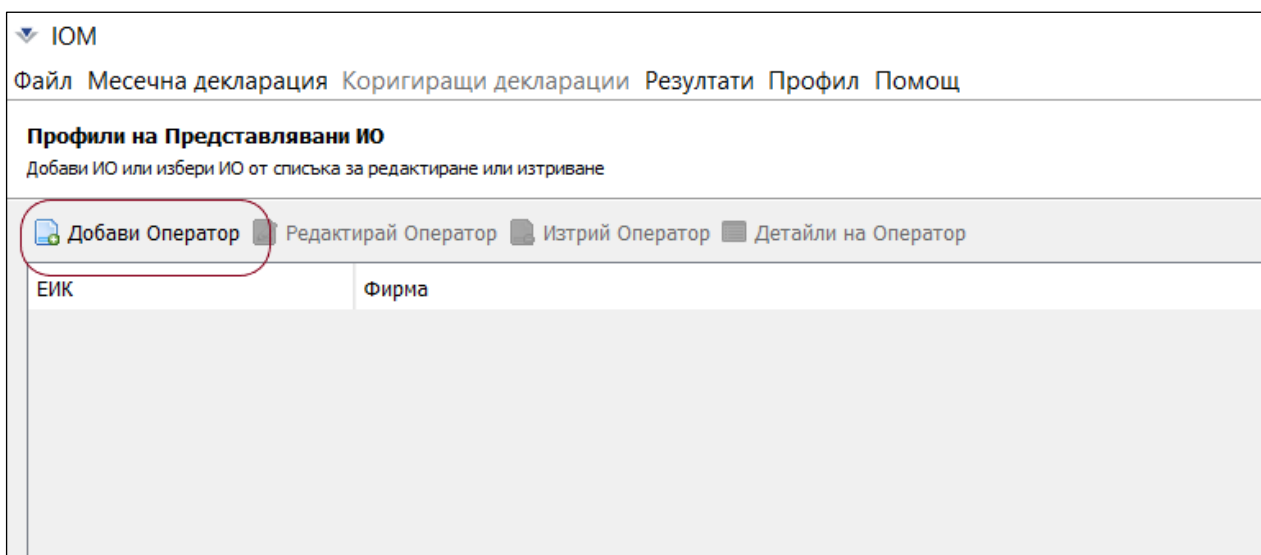 IOM
Файл Месечна декларация Коригиращи декларации Резултати Профил Помощ
Профили на Представлявани ИО
Добави ИО или избери ИО от списъка за редактиране или изтриване
Добави Оператор Редактирай Оператор Изтрий Оператор Детайли на Оператор
ЕИК Фирма